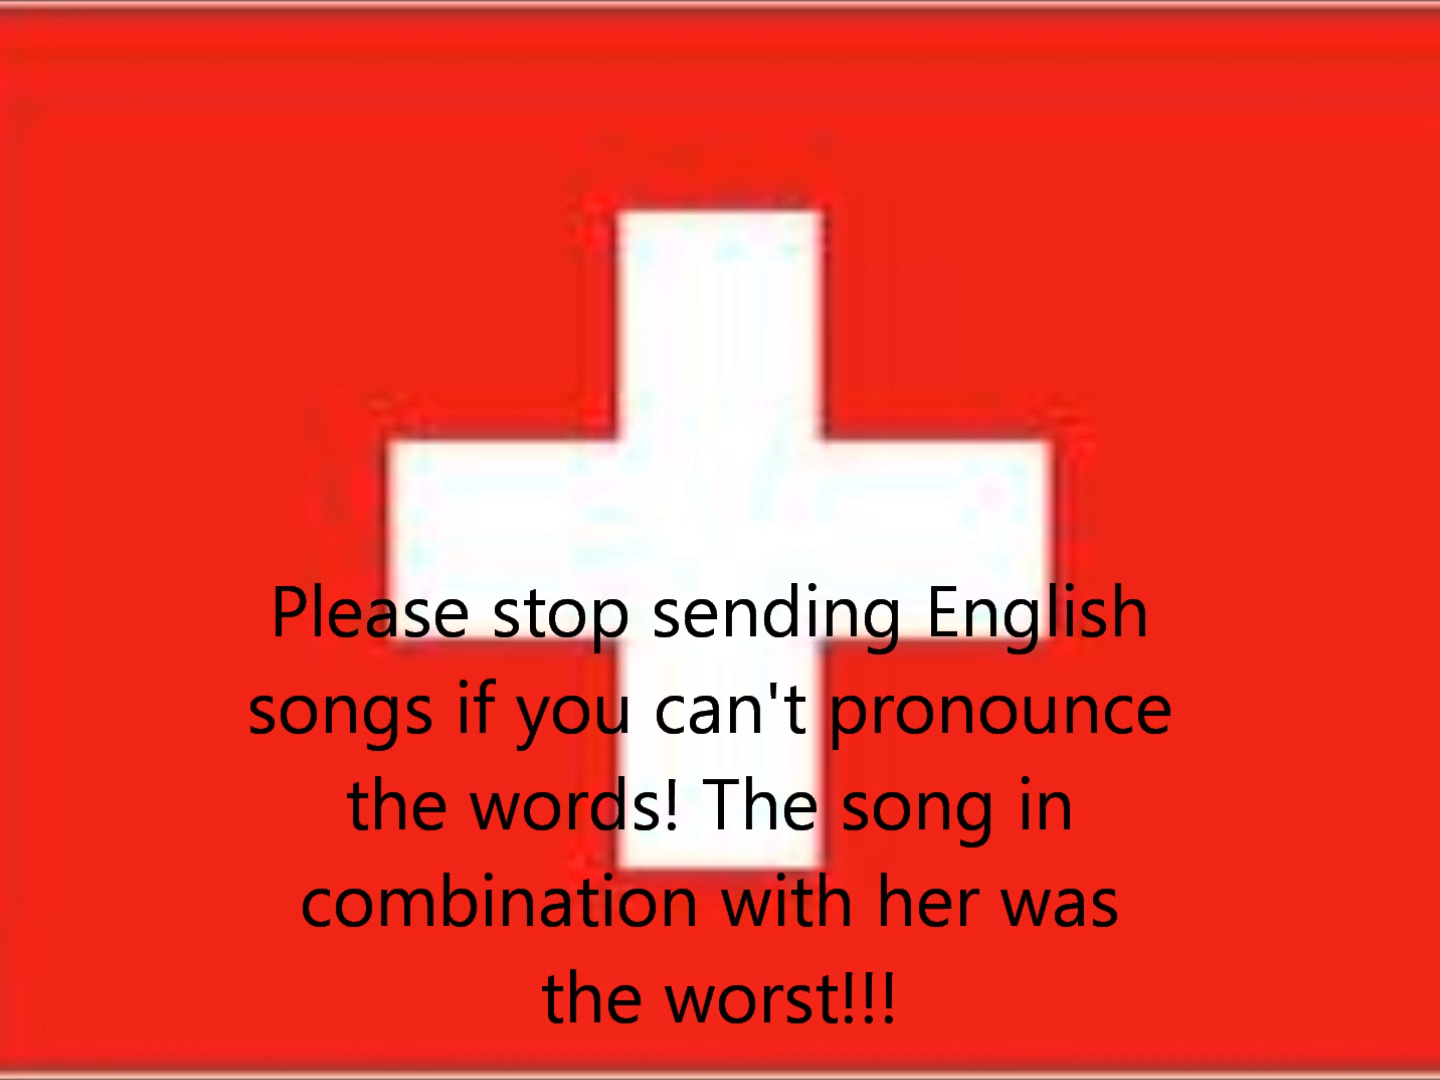 Please stop sending English
songs if you can't pronounce
the words! The song in
combination with her was
the worst!!!